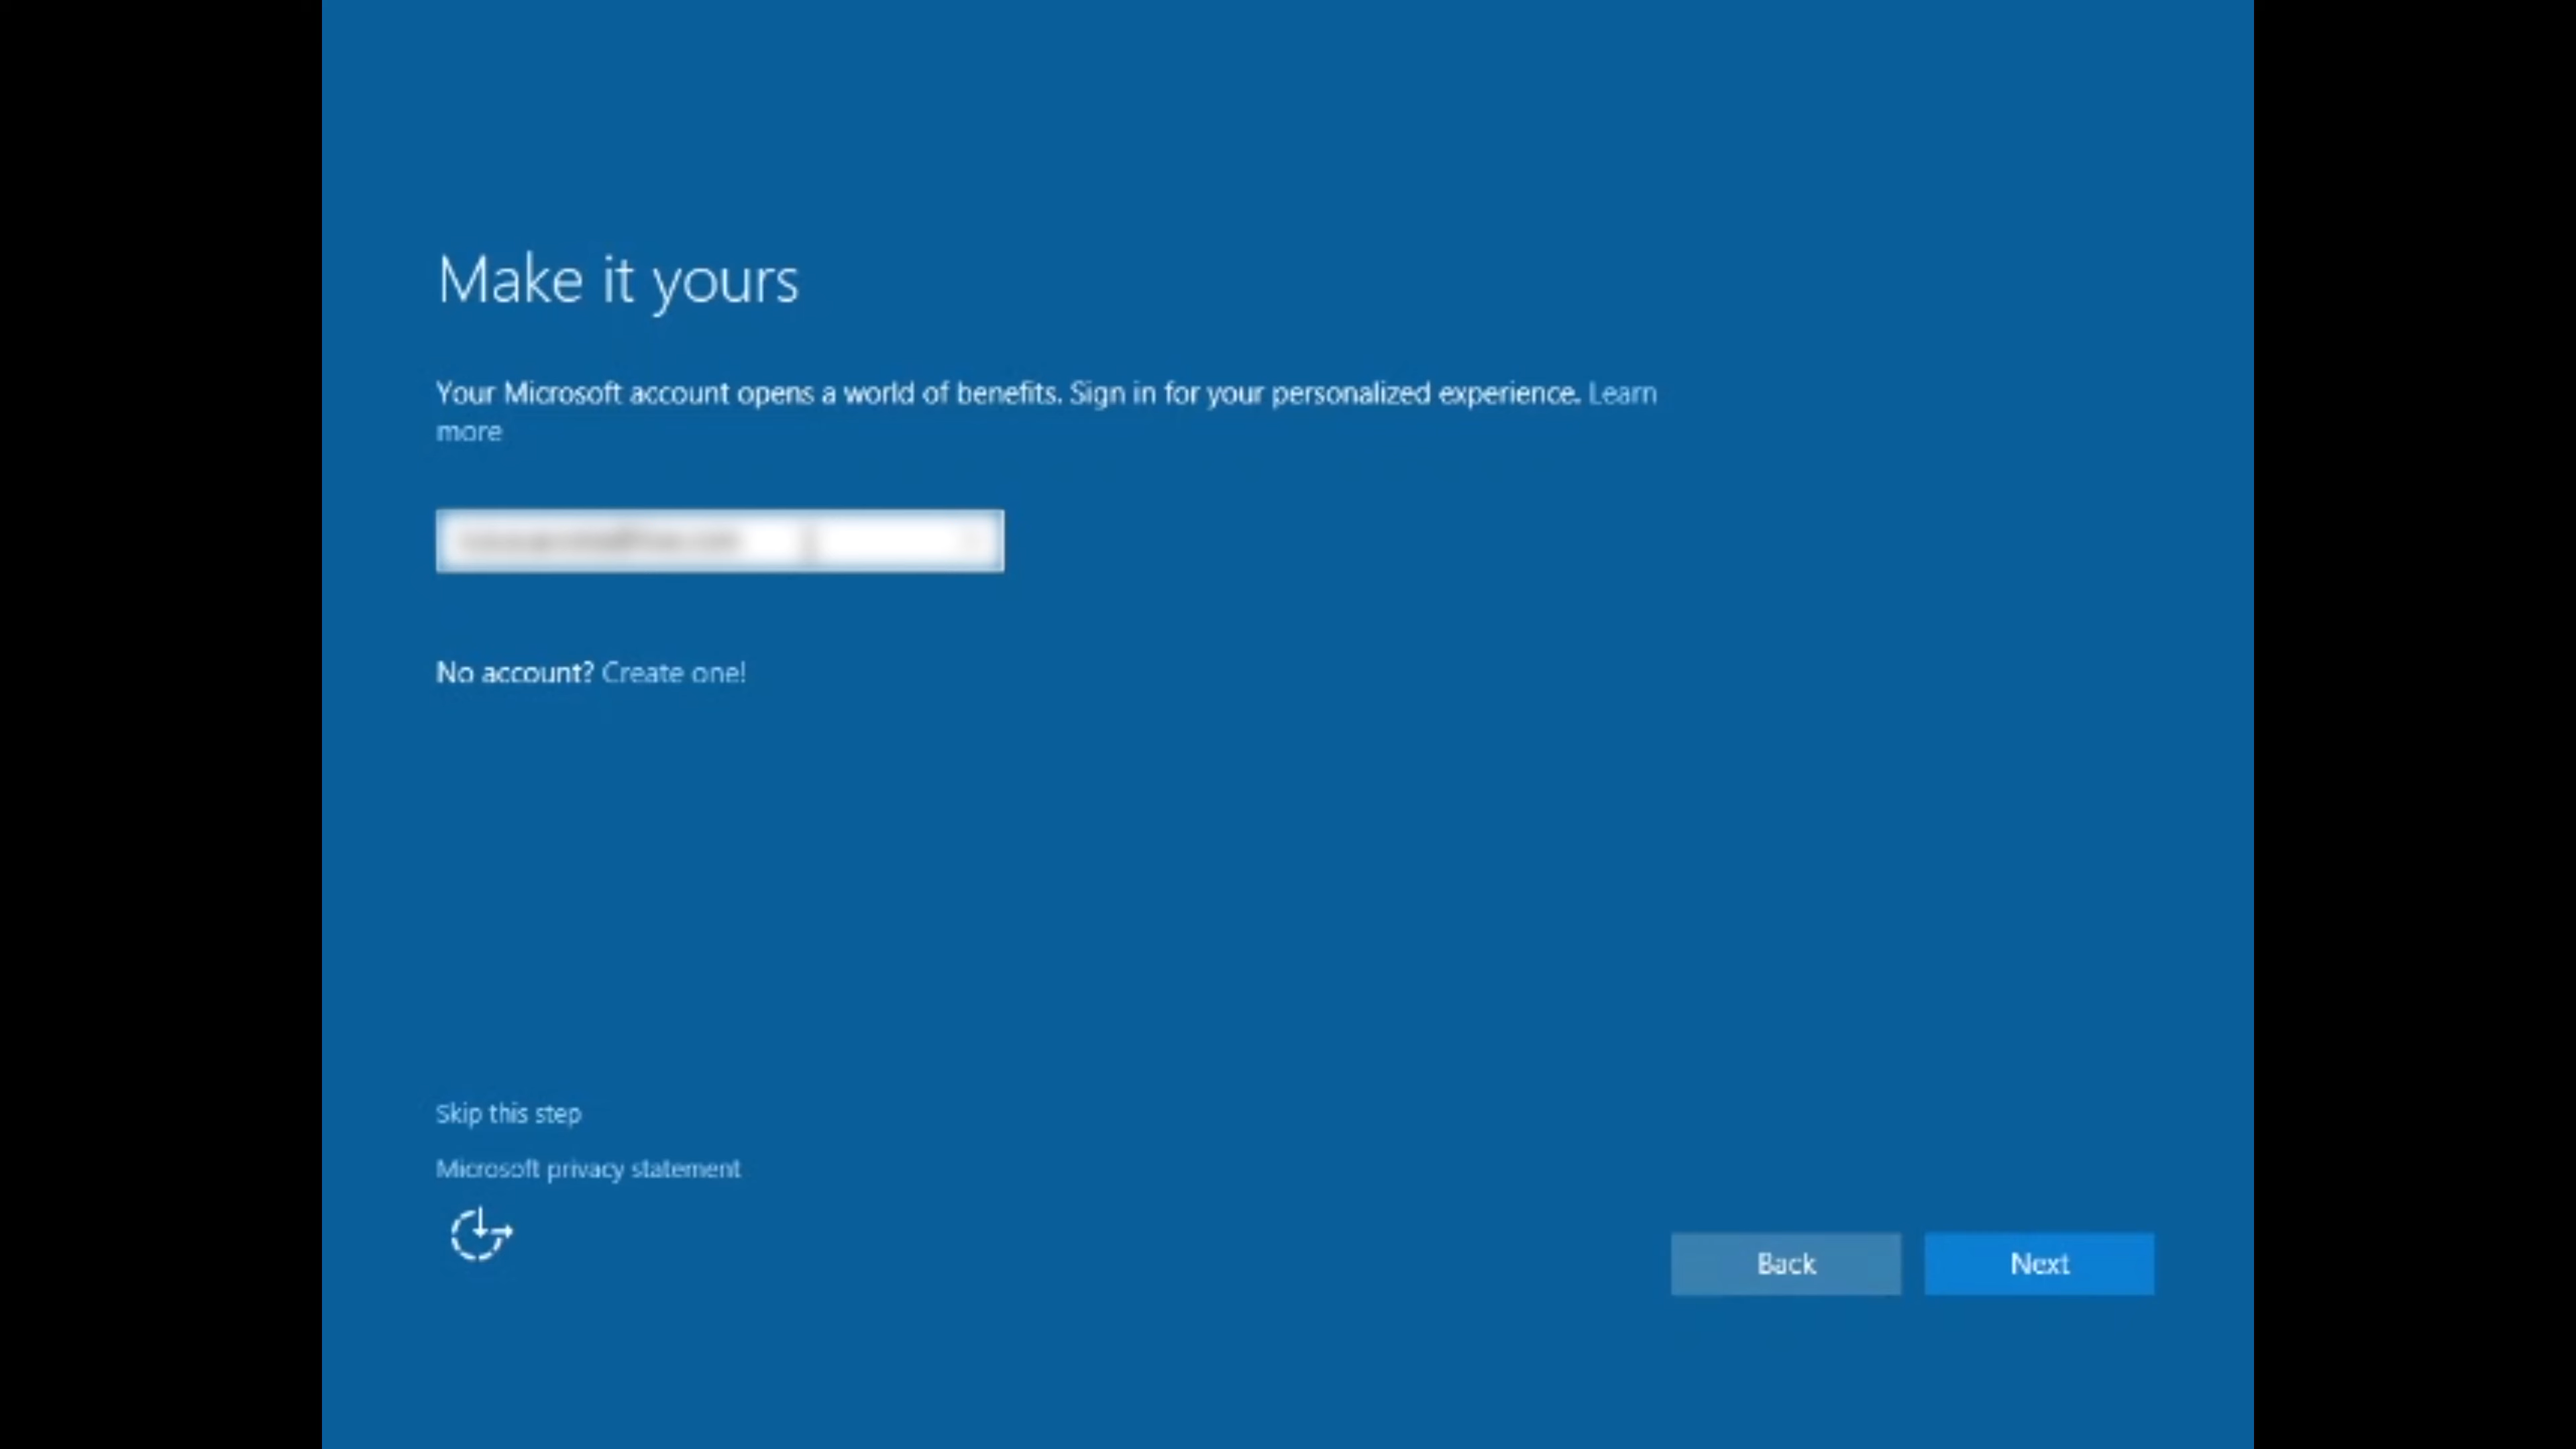 Make it yours
Your Microsoft account opens a world of benefits. Sign in for your personalized experience. Learn
more
No account? Create one!
Skip this step
Microsoft privacy statement
Back
Next